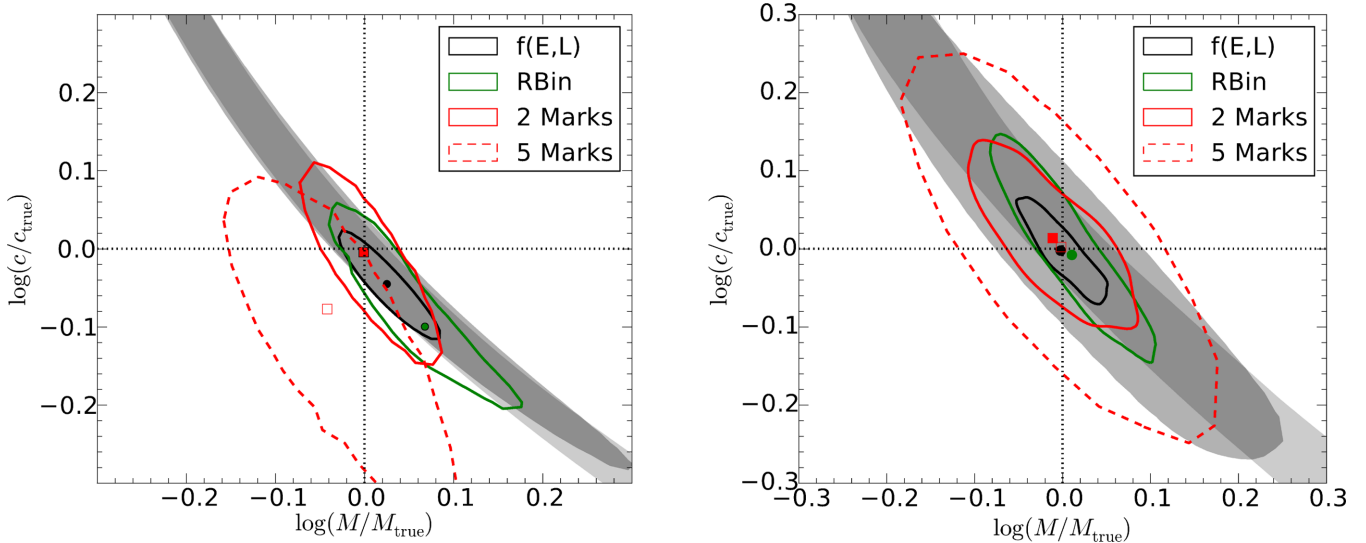 f(E,L)
RBin
2 Marks
5 Marks
0.2
0.1
0.0
−0.1
−0.2
log(c/c_true)
−0.2 −0.1 0.0 0.1 0.2
log(M/M_true)
f(E,L)
RBin
2 Marks
5 Marks
0.3
0.2
0.1
0.0
−0.1
−0.2
−0.3
log(c/c_true)
−0.3 −0.2 −0.1 0.0 0.1 0.2 0.3
log(M/M_true)